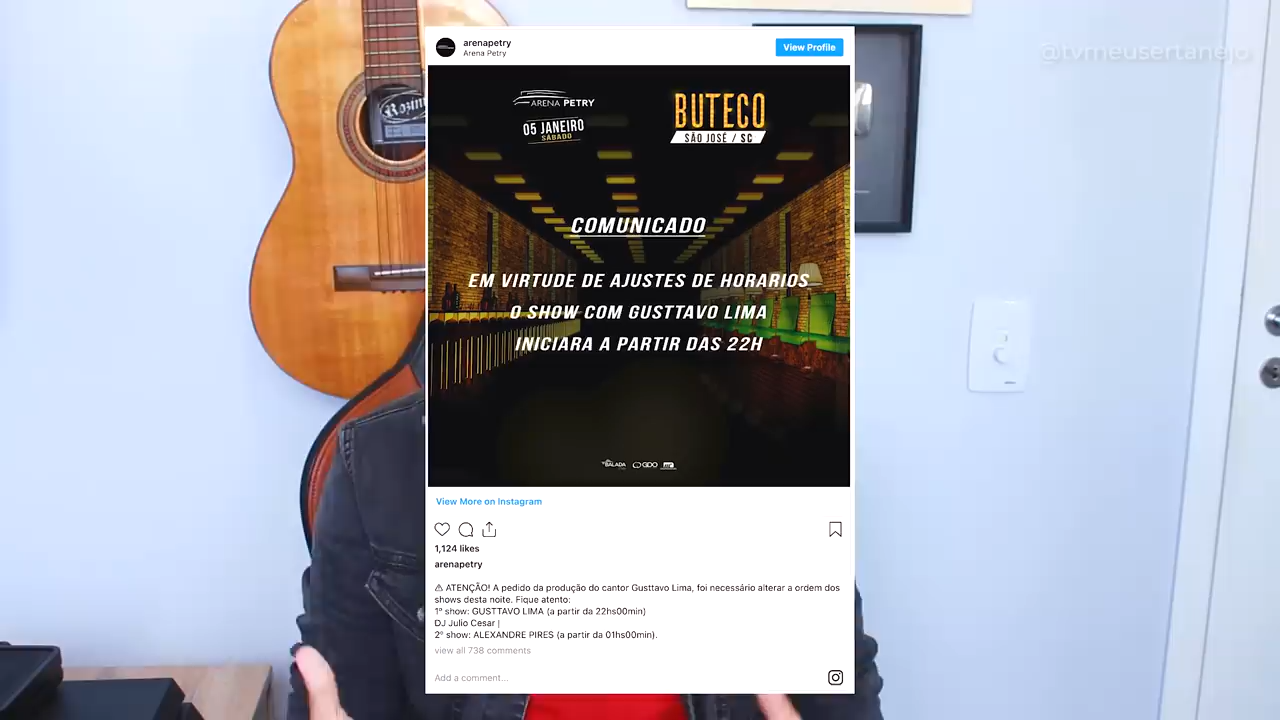 @tvmeusertanejo
arenapetry
Arena Petry
View Profile
Rozini
ARENA PETRY
05 JANEIRO
SÁBADO
BUTECO
SÃO JOSÉ / SC
COMUNICADO
EM VIRTUDE DE AJUSTES DE HORARIOS
O SHOW COM GUSTTAVO LIMA
INICIARA A PARTIR DAS 22H
BALADA
GDO
View More on Instagram
1,124 likes
arenapetry
⚠ ATENÇÃO! A pedido da produção do cantor Gusttavo Lima, foi necessário alterar a ordem dos
shows desta noite. Fique atento:
1º show: GUSTTAVO LIMA (a partir da 22hs00min)
DJ Julio Cesar |
2º show: ALEXANDRE PIRES (a partir da 01hs00min).
view all 738 comments
Add a comment...